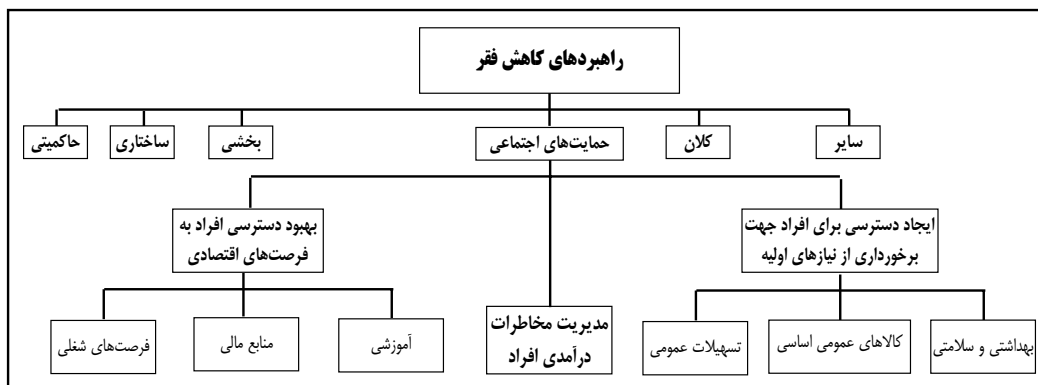 راهبردهای کاهش فقر
سایر
کلان
حمایت‌های اجتماعی
بخشی
ساختاری
حاکمیتی
ایجاد دسترسی برای افراد جهت
برخورداری از نیازهای اولیه
بهبود دسترسی افراد به
فرصت‌های اقتصادی
بهداشتی و سلامتی
کالاهای عمومی اساسی
تسهیلات عمومی
مدیریت مخاطرات
درآمدی افراد
آموزشی
منابع مالی
فرصت‌های شغلی